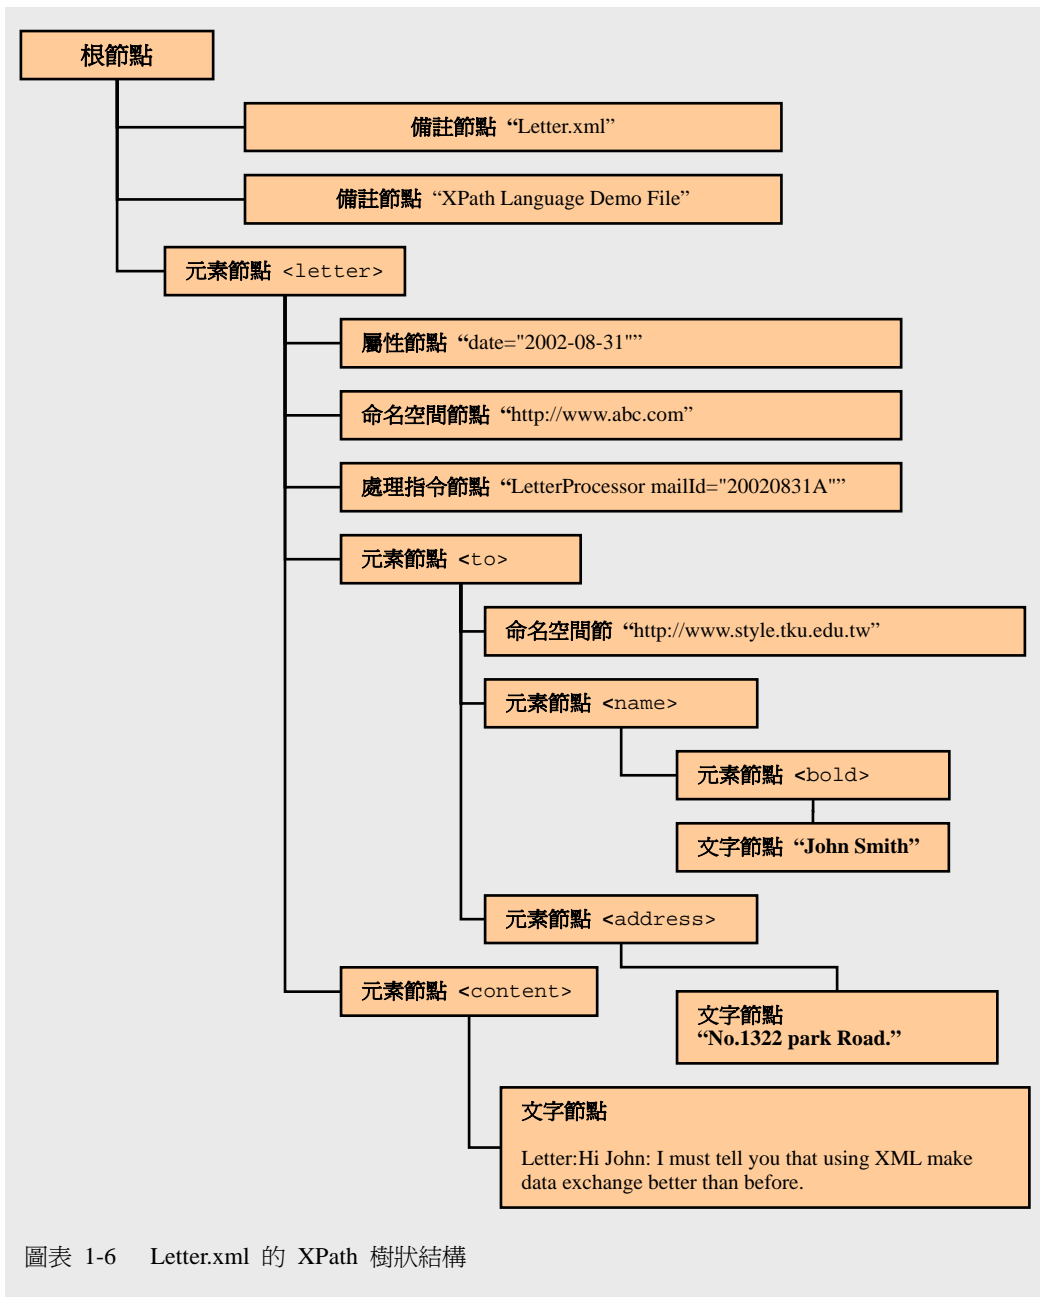 根節點
備註節點 “Letter.xml”
備註節點 “XPath Language Demo File”
元素節點 <letter>
屬性節點 “date="2002-08-31"”
命名空間節點 “http://www.abc.com”
處理指令節點 “LetterProcessor mailId="20020831A"”
元素節點 <to>
命名空間節 “http://www.style.tku.edu.tw”
元素節點 <name>
元素節點 <bold>
文字節點 “John Smith”
元素節點 <address>
元素節點 <content>
文字節點
“No.1322 park Road.”
文字節點
Letter:Hi John: I must tell you that using XML make
data exchange better than before.
圖表 1-6 Letter.xml 的 XPath 樹狀結構